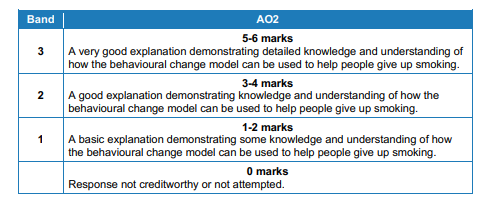 Band AO2
5-6 marks
3 A very good explanation demonstrating detailed knowledge and understanding of
how the behavioural change model can be used to help people give up smoking.
3-4 marks
2 A good explanation demonstrating knowledge and understanding of how the
behavioural change model can be used to help people give up smoking.
1-2 marks
1 A basic explanation demonstrating some knowledge and understanding of how
the behavioural change model can be used to help people give up smoking.
0 marks
Response not creditworthy or not attempted.